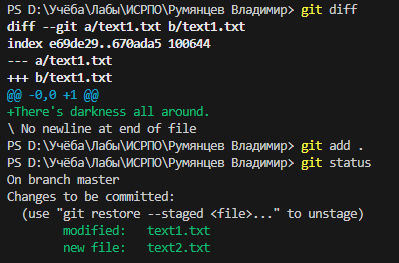 PS D:\Учёба\Лабы\ИСРПО\Румянцев Владимир> git diff
diff --git a/text1.txt b/text1.txt
index e69de29..670ada5 100644
--- a/text1.txt
+++ b/text1.txt
@@ -0,0 +1 @@
+There's darkness all around.
\ No newline at end of file
PS D:\Учёба\Лабы\ИСРПО\Румянцев Владимир> git add .
PS D:\Учёба\Лабы\ИСРПО\Румянцев Владимир> git status
On branch master
Changes to be committed:
  (use "git restore --staged <file>..." to unstage)
        modified:   text1.txt
        new file:   text2.txt